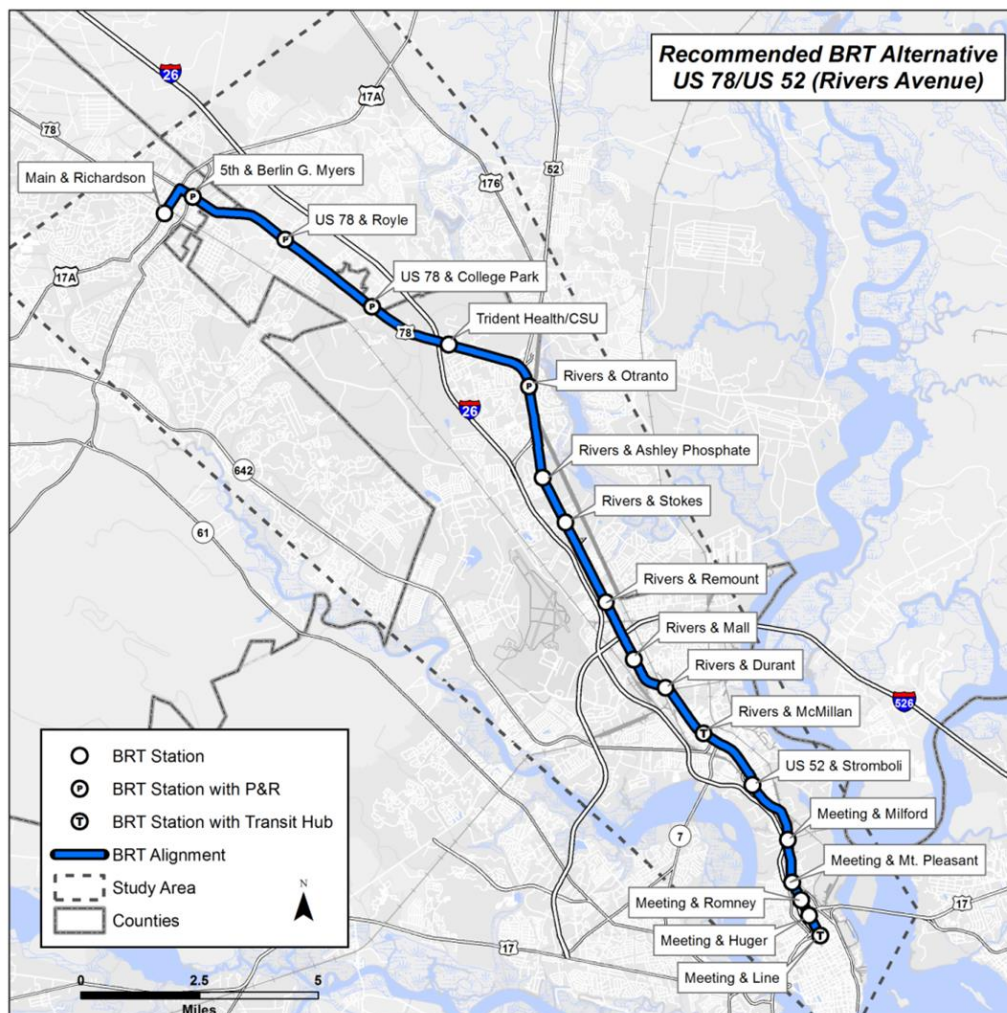 Recommended BRT Alternative
US 78/US 52 (Rivers Avenue)
26
17A
78
5th & Berlin G. Myers
Main & Richardson
176
52
US 78 & Royle
17A
US 78 & College Park
Trident Health/CSU
78
Rivers & Otranto
26
Rivers & Ashley Phosphate
642
Rivers & Stokes
61
Rivers & Remount
Rivers & Mall
Rivers & Durant
526
Rivers & McMillan
US 52 & Stromboli
Meeting & Milford
7
Meeting & Mt. Pleasant
Meeting & Romney
17
Meeting & Huger
17
Meeting & Line
BRT Station
P
BRT Station with P&R
T
BRT Station with Transit Hub
BRT Alignment
Study Area
Counties
N
0
2.5
5
Miles
P
P
P
P
T
T